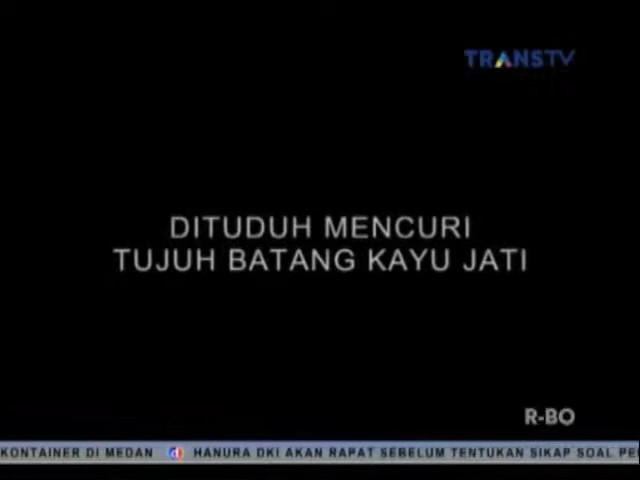 TRANSTV
DITUDUH MENCURI
TUJUH BATANG KAYU JATI
R-BO
KONTAINER DI MEDAN d HANURA DKI AKAN RAPAT SEBELUM TENTUKAN SIKAP SOAL